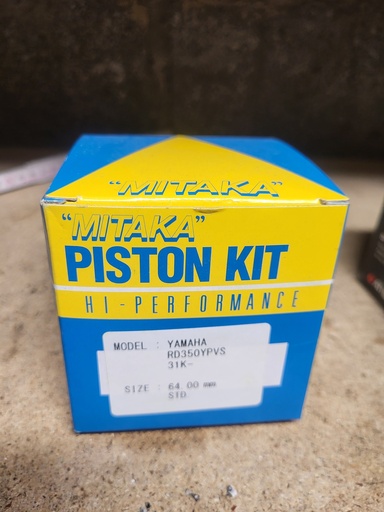 "MITAKA"
"MITAKA"
PISTON KIT
HI-PERFORMANCE
MODEL : YAMAHA
RD350YPVS
31K-
SIZE : 64.00 mm
STD